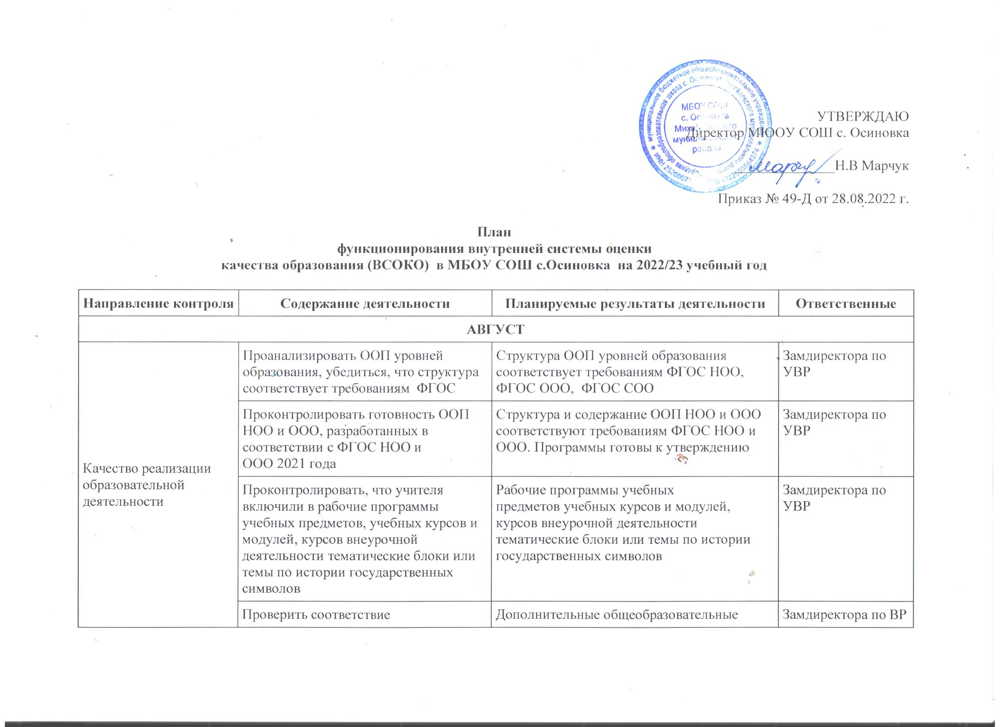 муниципальное бюджетное общеобразовательное учреждение
образовательная школа с.
МБОУ СОШ
с. Осиновка
муниципального
района
УТВЕРЖДАЮ
Директор МЮОУ СОШ с. Осиновка
Н.В Марчук
Приказ № 49-Д от 28.08.2022 г.
План
функционирования внутренней системы оценки
качества образования (ВСОКО) в МБОУ СОШ с.Осиновка на 2022/23 учебный год
Направление контроля
Содержание деятельности
Планируемые результаты деятельности
Ответственные
АВГУСТ
Качество реализации
образовательной
деятельности
Проанализировать ООП уровней
образования, убедиться, что структура
соответствует требованиям ФГОС
Структура ООП уровней образования
соответствует требованиям ФГОС НОО,
ФГОС ООО, ФГОС СОО
Замдиректора по
УВР
Проконтролировать готовность ООП
НОО и ООО, разработанных в
соответствии с ФГОС НОО и
ООО 2021 года
Структура и содержание ООП НОО и ООО
соответствуют требованиям ФГОС НОО и
ООО. Программы готовы к утверждению
Замдиректора по
УВР
Проконтролировать, что учителя
включили в рабочие программы
учебных предметов, учебных курсов и
модулей, курсов внеурочной
деятельности тематические блоки или
темы по истории государственных
символов
Рабочие программы учебных
предметов учебных курсов и модулей,
курсов внеурочной деятельности
тематические блоки или темы по истории
государственных символов
Замдиректора по
УВР
Проверить соответствие
Дополнительные общеобразовательные
Замдиректора по ВР